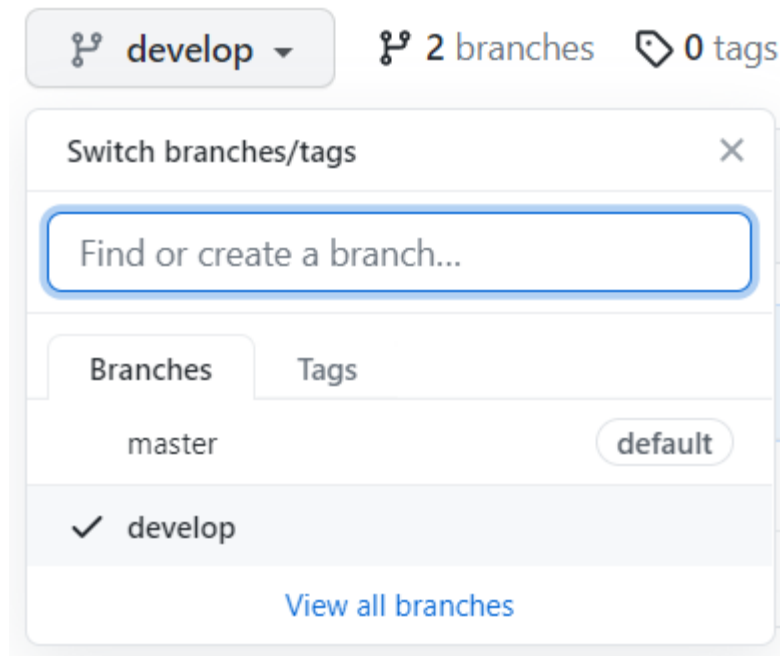 develop 2 branches 0 tags
Switch branches/tags
Find or create a branch...
Branches Tags
master default
develop
View all branches